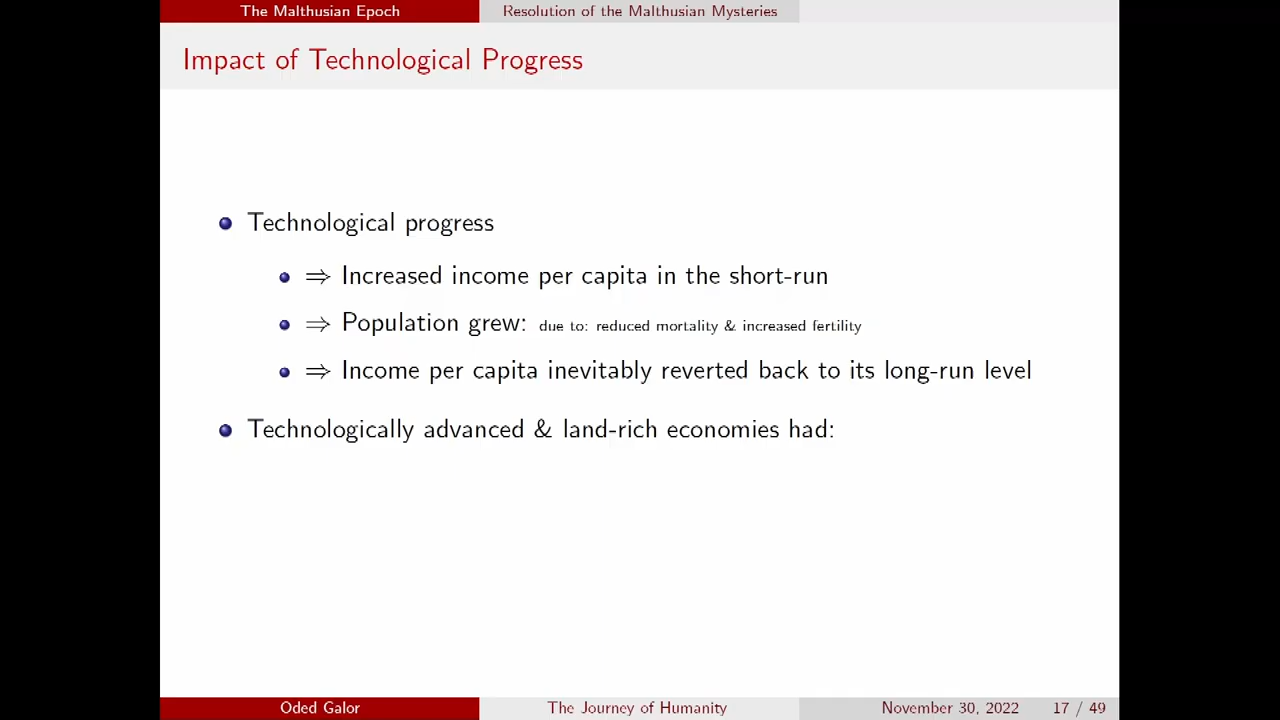 The Malthusian Epoch
Resolution of the Malthusian Mysteries
Impact of Technological Progress
Technological progress
⇒ Increased income per capita in the short-run
⇒ Population grew: due to: reduced mortality & increased fertility
⇒ Income per capita inevitably reverted back to its long-run level
Technologically advanced & land-rich economies had:
Oded Galor
The Journey of Humanity
November 30, 2022
17 / 49